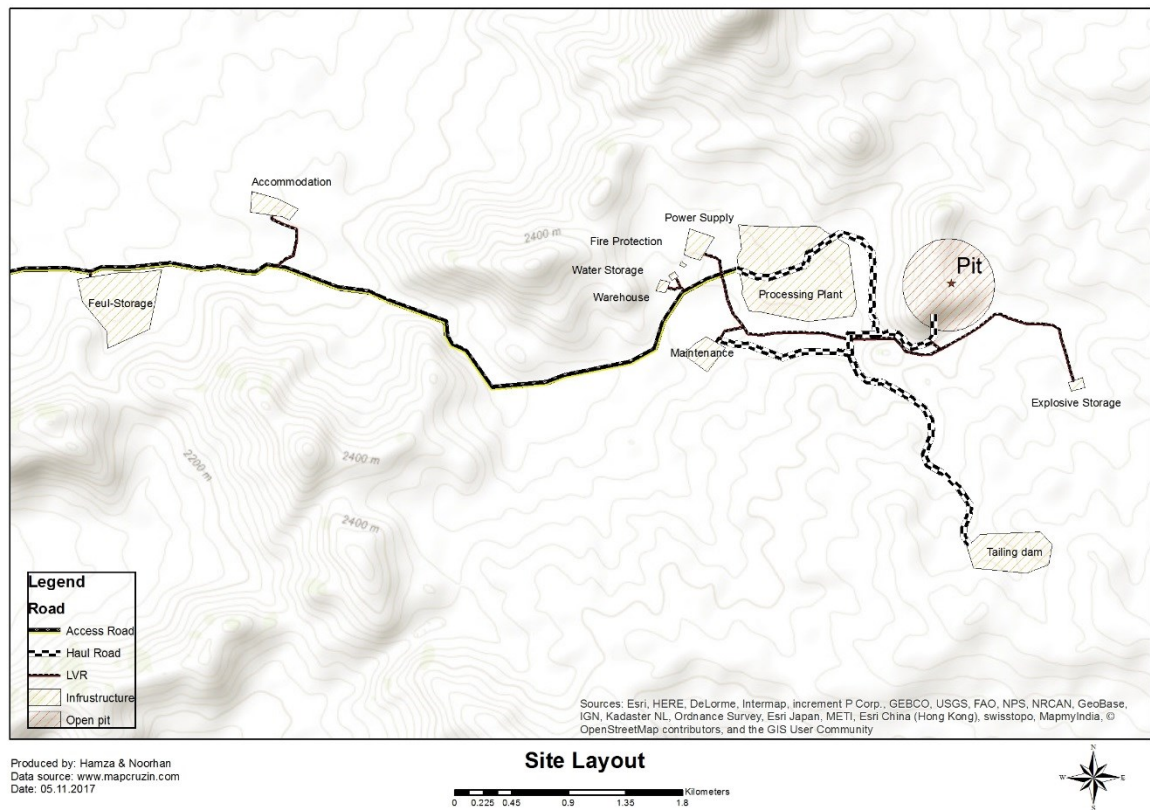 Accommodation
2400 m
Power Supply
Fire Protection
Water Storage
Warehouse
Feul-Storage
Processing Plant
Pit
Maintenance
Explosive Storage
2200 m
2400 m
2400 m
Tailing dam
Legend
Road
Access Road
Haul Road
LVR
Infrustructure
Open pit
Sources: Esri, HERE, DeLorme, Intermap, increment P Corp., GEBCO, USGS, FAO, NPS, NRCAN, GeoBase,
IGN, Kadaster NL, Ordnance Survey, Esri Japan, METI, Esri China (Hong Kong), swisstopo, MapmyIndia, ©
OpenStreetMap contributors, and the GIS User Community
Produced by: Hamza & Noorhan
Data source: www.mapcruzin.com
Date: 05.11.2017
Site Layout
Kilometers
0 0.225 0.45 0.9 1.35 1.8
N
W E
S